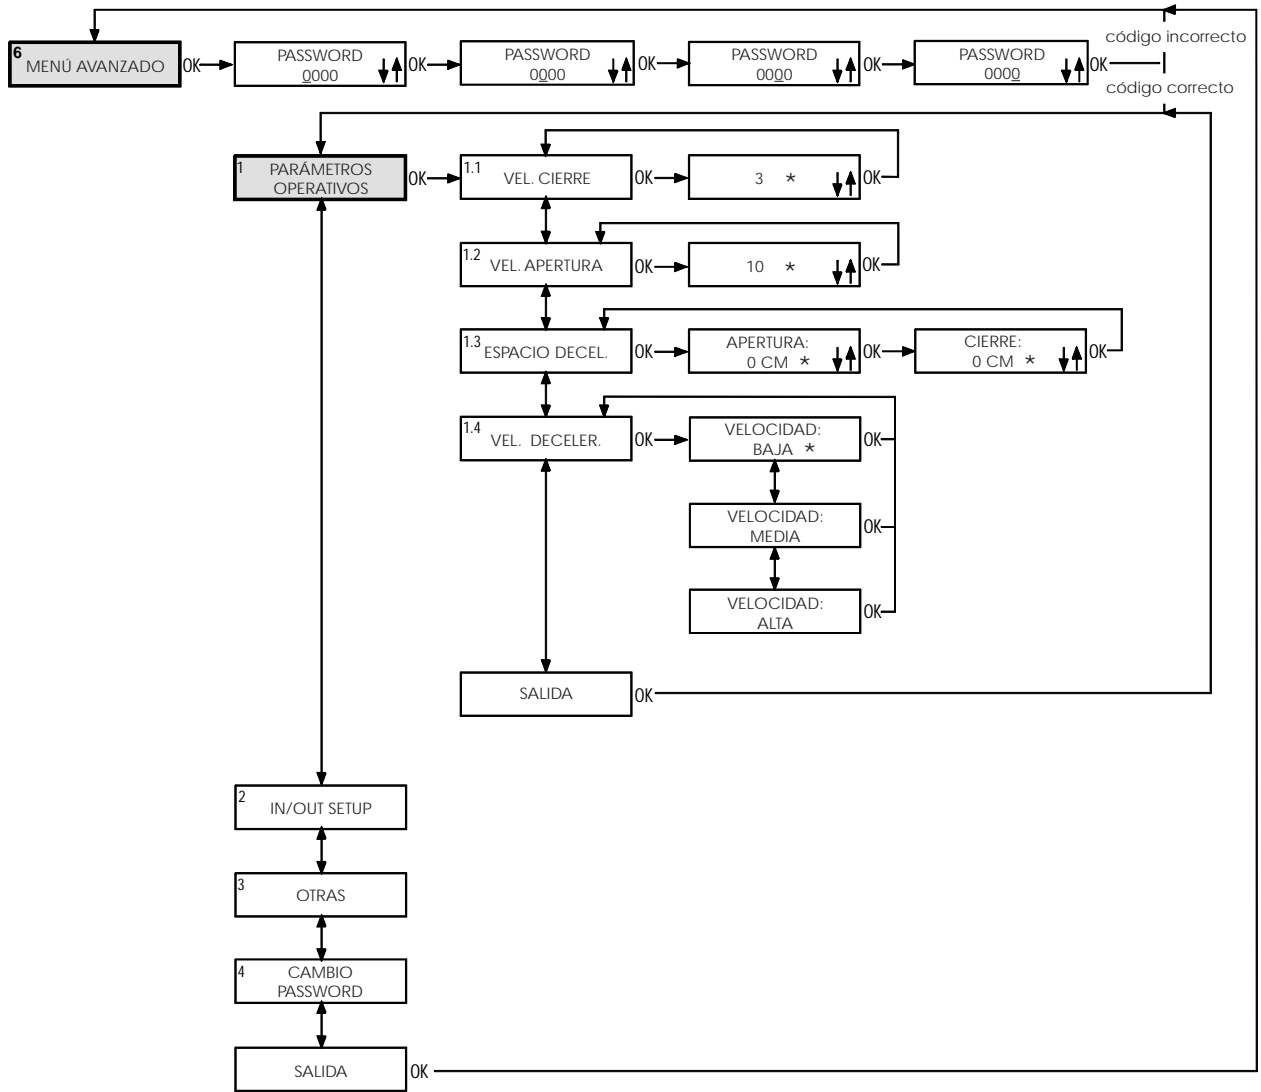 6
MENÚ AVANZADO
OK
PASSWORD
0000
OK
PASSWORD
0000
OK
PASSWORD
0000
OK
PASSWORD
0000
OK
código incorrecto
código correcto
1
PARÁMETROS
OPERATIVOS
OK
1.1
VEL. CIERRE
OK
3 *
OK
1.2
VEL. APERTURA
OK
10 *
OK
1.3
ESPACIO DECEL.
OK
APERTURA:
0 CM *
OK
CIERRE:
0 CM *
OK
1.4
VEL. DECELER.
OK
VELOCIDAD:
BAJA *
OK
VELOCIDAD:
MEDIA
OK
VELOCIDAD:
ALTA
OK
SALIDA
OK
2
IN/OUT SETUP
3
OTRAS
4
CAMBIO
PASSWORD
SALIDA
OK